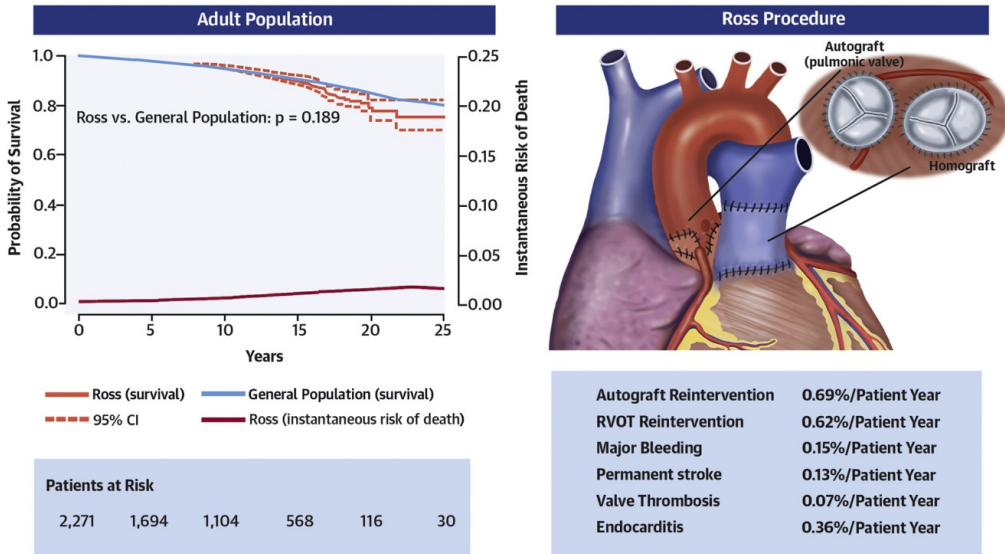 Adult Population
1.0
0.8
0.6
0.4
0.2
0.0
Probability of Survival
Ross vs. General Population: p = 0.189
0.25
0.20
0.15
0.10
0.05
0.00
Instantaneous Risk of Death
0 5 10 15 20 25
Years
Ross (survival) General Population (survival)
95% CI Ross (instantaneous risk of death)
Patients at Risk
2,271 1,694 1,104 568 116 30
Ross Procedure
Autograft
(pulmonic valve)
Homograft
Autograft Reintervention 0.69%/Patient Year
RVOT Reintervention 0.62%/Patient Year
Major Bleeding 0.15%/Patient Year
Permanent stroke 0.13%/Patient Year
Valve Thrombosis 0.07%/Patient Year
Endocarditis 0.36%/Patient Year